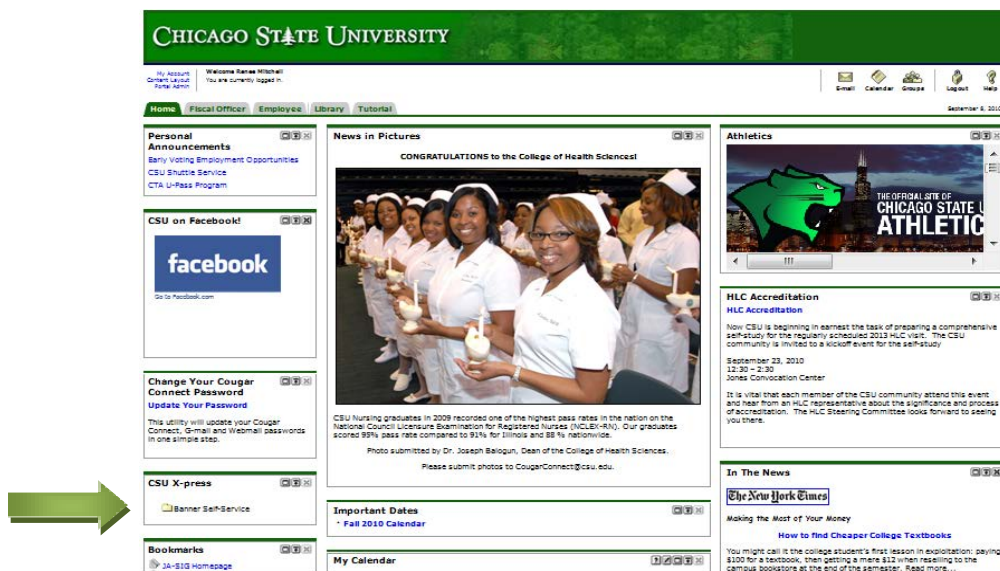 CHICAGO STATE UNIVERSITY
My Account
Content Layout
Portal Admin
Welcome Renee Mitchell
You are currently logged in.
E-mail Calendar Groups Logout Help
Home Fiscal Officer Employee Library Tutorial
September 8, 2010
Personal
Announcements
Early Voting Employment Opportunities
CSU Shuttle Service
CTA U-Pass Program
CSU on Facebook!
facebook
Go to Facebook.com
Change Your Cougar
Connect Password
Update Your Password
This utility will update your Cougar
Connect, G-mail and Webmail passwords
in one simple step.
CSU X-press
Banner Self-Service
Bookmarks
JA-SIG Homepage
News in Pictures
CONGRATULATIONS to the College of Health Sciences!
CSU Nursing graduates in 2009 recorded one of the highest pass rates in the nation on the
National Council Licensure Examination for Registered Nurses (NCLEX-RN). Our graduates
scored 95% pass rate compared to 91% for Illinois and 88 % nationwide.
Photo submitted by Dr. Joseph Balogun, Dean of the College of Health Sciences.
Please submit photos to CougarConnect@csu.edu.
Important Dates
Fall 2010 Calendar
My Calendar
Athletics
THE OFFICIAL SITE OF
CHICAGO STATE U
ATHLETIC
HLC Accreditation
HLC Accreditation
Now CSU is beginning in earnest the task of preparing a comprehensive
self-study for the regularly scheduled 2013 HLC visit. The CSU
community is invited to a kickoff event for the self-study
September 23, 2010
12:30 – 2:30
Jones Convocation Center
It is vital that each member of the CSU community attend this event
and hear from an HLC representative about the significance and process
of accreditation. The HLC Steering Committee looks forward to seeing
you there.
In The News
The New York Times
Making the Most of Your Money
How to find Cheaper College Textbooks
You might call it the college student's first lesson in exploitation: paying
$100 for a textbook, then getting a mere $12 when reselling to the
campus bookstore at the end of the semester. Read more...